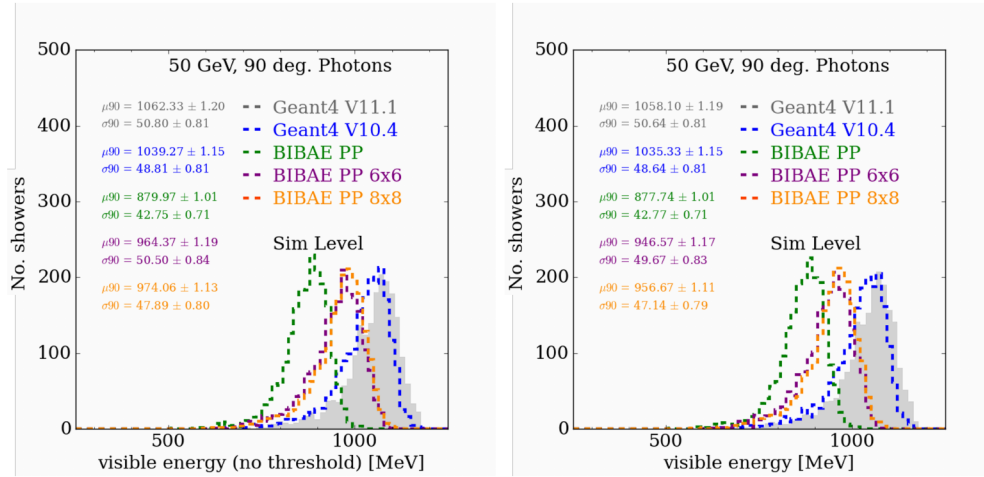 500
50 GeV, 90 deg. Photons
μ90 = 1062.33 ± 1.20
σ90 = 50.80 ± 0.81
Geant4 V11.1
400
μ90 = 1039.27 ± 1.15
σ90 = 48.81 ± 0.81
Geant4 V10.4
μ90 = 879.97 ± 1.01
σ90 = 42.75 ± 0.71
BIBAE PP
300
BIBAE PP 6x6
BIBAE PP 8x8
μ90 = 964.37 ± 1.19
σ90 = 50.50 ± 0.84
Sim Level
200
μ90 = 974.06 ± 1.13
σ90 = 47.89 ± 0.80
100
0
No. showers
500
1000
visible energy (no threshold) [MeV]
500
50 GeV, 90 deg. Photons
μ90 = 1058.10 ± 1.19
σ90 = 50.64 ± 0.81
Geant4 V11.1
400
μ90 = 1035.33 ± 1.15
σ90 = 48.64 ± 0.81
Geant4 V10.4
μ90 = 877.74 ± 1.01
σ90 = 42.77 ± 0.71
BIBAE PP
300
BIBAE PP 6x6
BIBAE PP 8x8
μ90 = 946.57 ± 1.17
σ90 = 49.67 ± 0.83
Sim Level
200
μ90 = 956.67 ± 1.11
σ90 = 47.14 ± 0.79
100
0
No. showers
500
1000
visible energy [MeV]